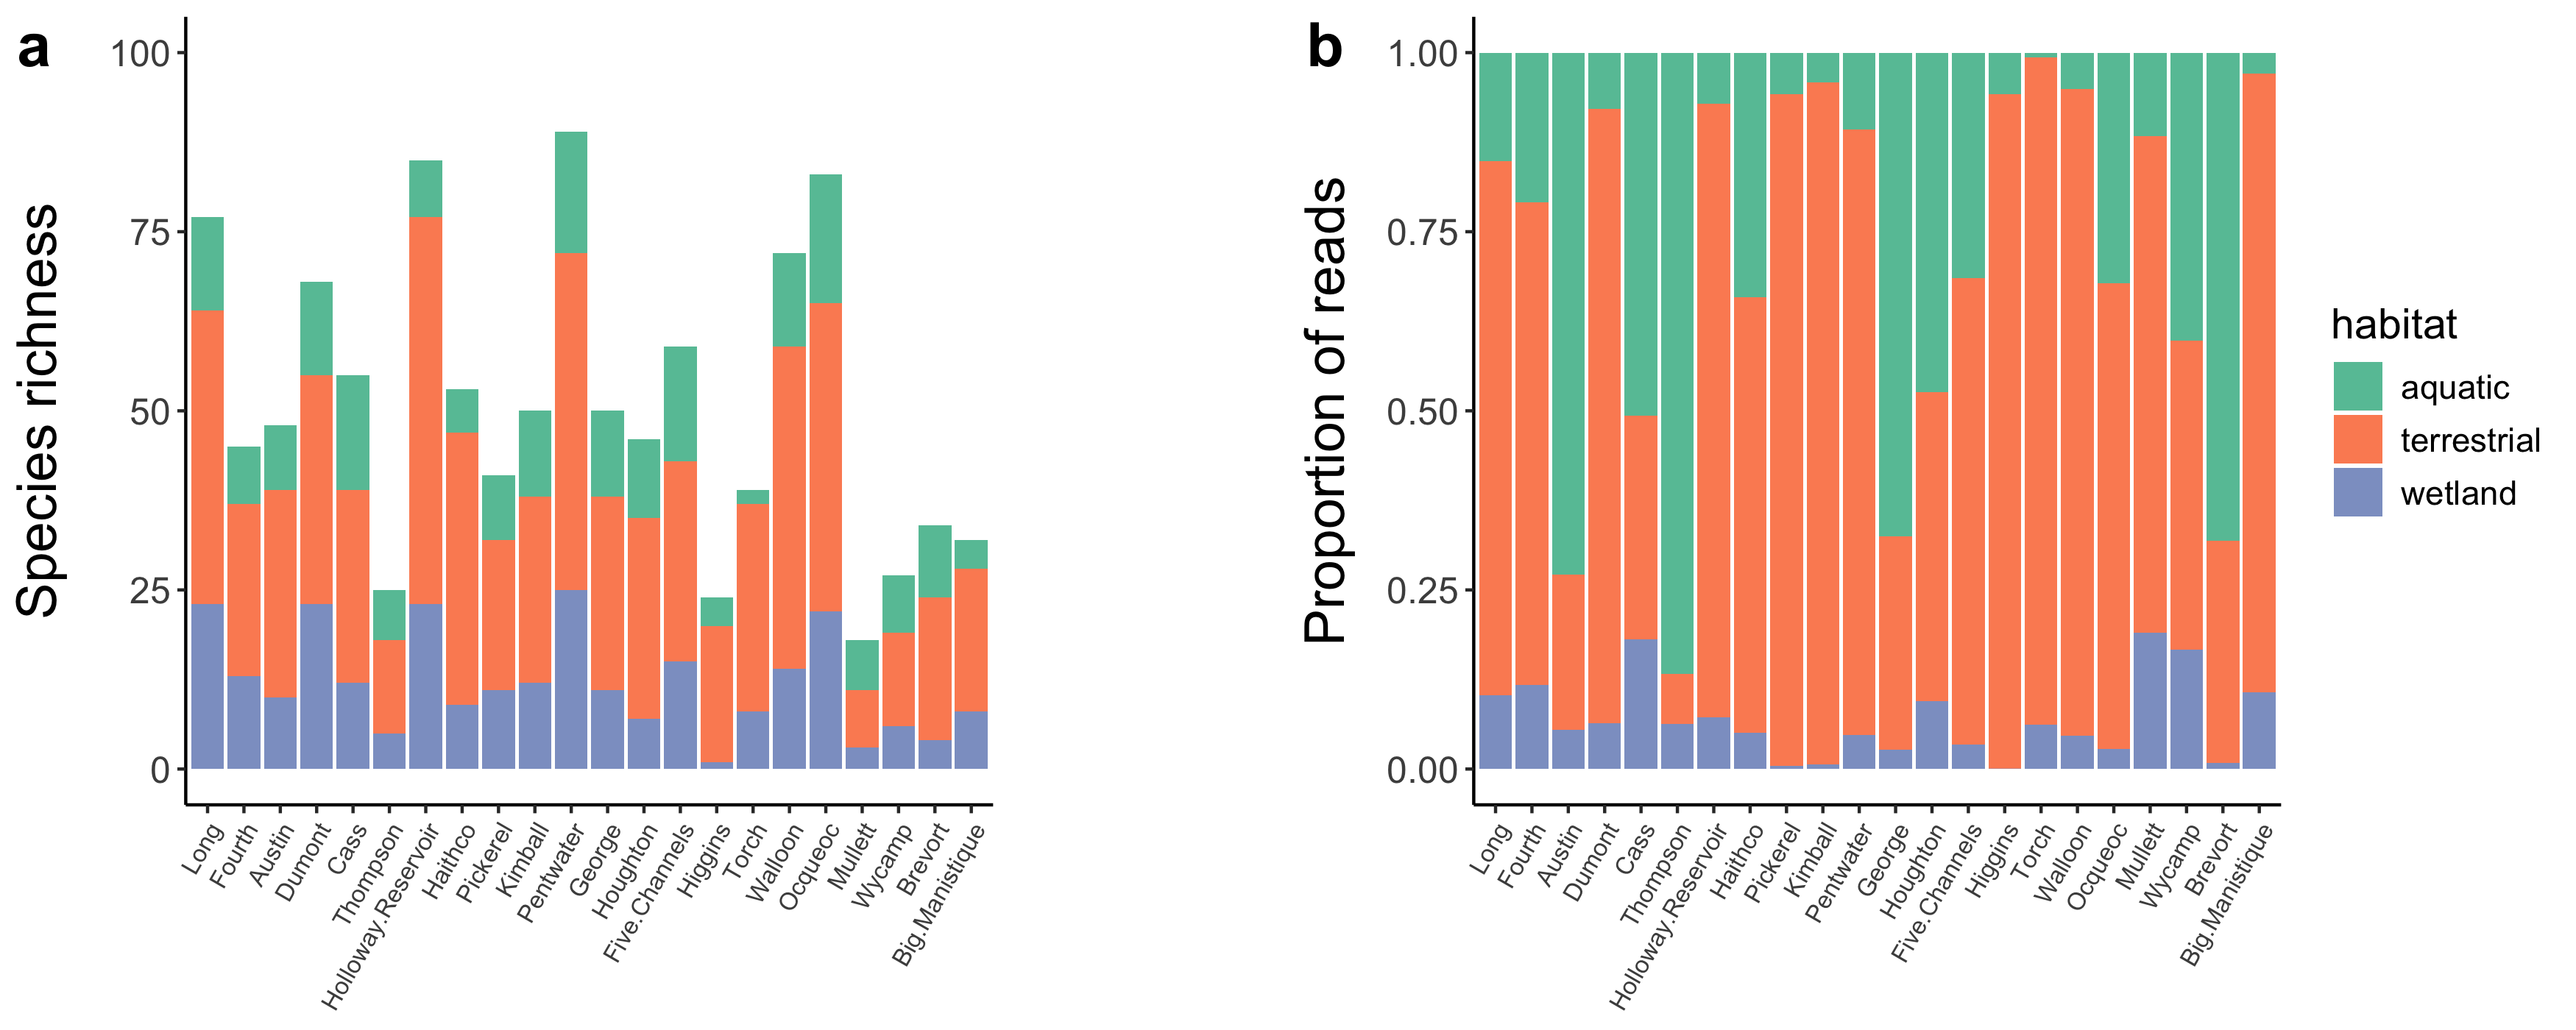 a
Species richness
100
75
50
25
0
Long
Fourth
Austin
Dumont
Cass
Thompson
Holloway.Reservoir
Haithco
Pickerel
Kimball
Pentwater
George
Houghton
Five.Channels
Higgins
Torch
Walloon
Ocqueoc
Mullett
Wycamp
Brevort
Big.Manistique
b
Proportion of reads
1.00
0.75
0.50
0.25
0.00
Long
Fourth
Austin
Dumont
Cass
Thompson
Holloway.Reservoir
Haithco
Pickerel
Kimball
Pentwater
George
Houghton
Five.Channels
Higgins
Torch
Walloon
Ocqueoc
Mullett
Wycamp
Brevort
Big.Manistique
habitat
aquatic
terrestrial
wetland